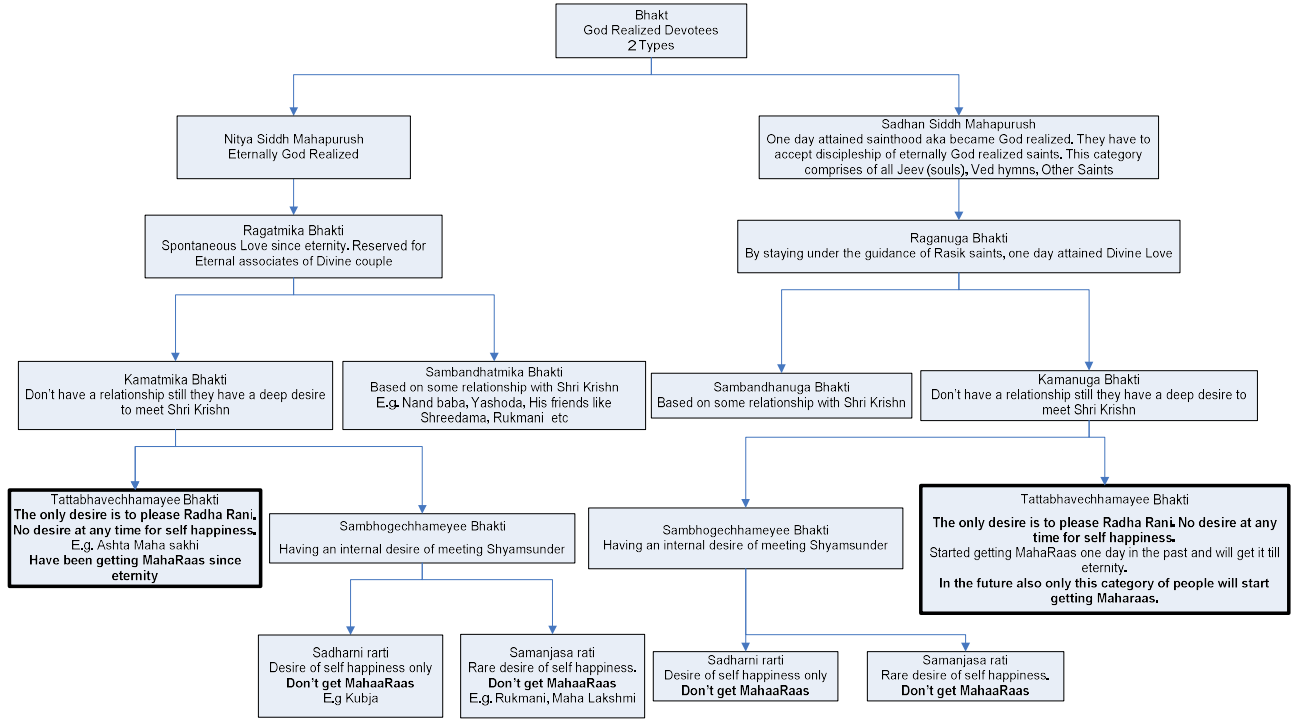 Bhakt
God Realized Devotees
2 Types
Nitya Siddh Mahapurush
Eternally God Realized
Sadhan Siddh Mahapurush
One day attained sainthood aka became God realized. They have to
accept discipleship of eternally God realized saints. This category
comprises of all Jeev (souls), Ved hymns, Other Saints
Ragatmika Bhakti
Spontaneous Love since eternity. Reserved for
Eternal associates of Divine couple
Raganuga Bhakti
By staying under the guidance of Rasik saints, one day attained Divine Love
Kamatmika Bhakti
Don't have a relationship still they have a deep desire
to meet Shri Krishn
Sambandhatmika Bhakti
Based on some relationship with Shri Krishn
E.g. Nand baba, Yashoda, His friends like
Shreedama, Rukmani etc
Sambandhanuga Bhakti
Based on some relationship with Shri Krishn
Kamanuga Bhakti
Don't have a relationship still they have a deep desire to
meet Shri Krishn
Tattabhavechhamayee Bhakti
The only desire is to please Radha Rani.
No desire at any time for self happiness.
E.g. Ashta Maha sakhi
Have been getting MahaRaas since
eternity
Sambhogechhameyee Bhakti
Having an internal desire of meeting Shyamsunder
Sambhogechhameyee Bhakti
Having an internal desire of meeting Shyamsunder
Tattabhavechhamayee Bhakti
The only desire is to please Radha Rani. No desire at any
time for self happiness.
Started getting MahaRaas one day in the past and will get it till
eternity.
In the future also only this category of people will start
getting Maharaas.
Sadharni rarti
Desire of self happiness only
Don't get MahaaRaas
E.g Kubja
Samanjasa rati
Rare desire of self happiness.
Don't get MahaaRaas
E.g. Rukmani, Maha Lakshmi
Sadharni rarti
Desire of self happiness only
Don't get MahaaRaas
Samanjasa rati
Rare desire of self happiness.
Don't get MahaaRaas